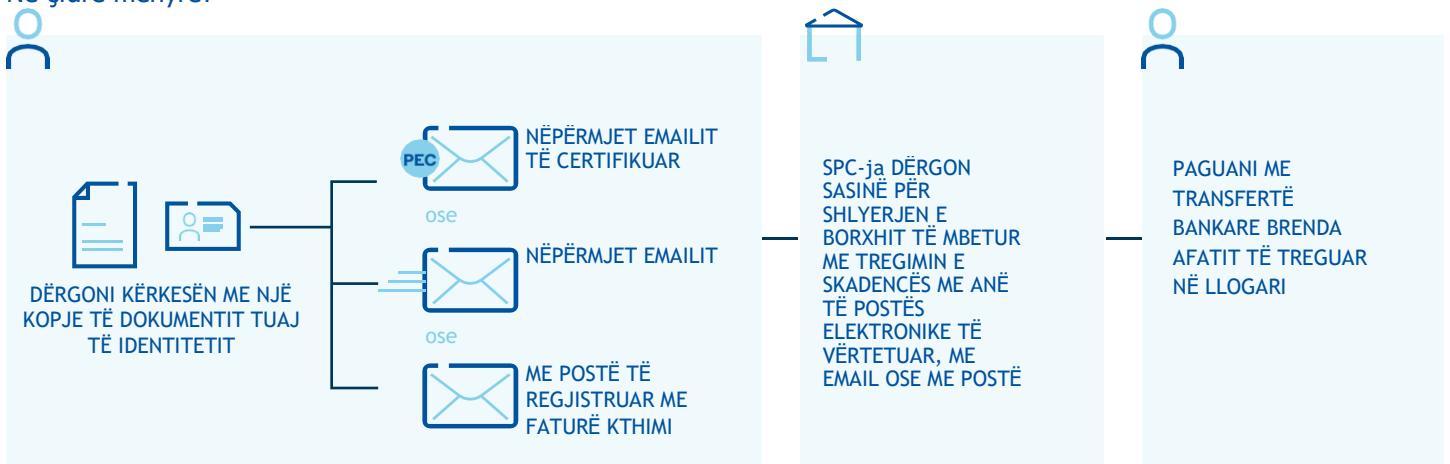 Në çfarë mënyrë?
PEC
NËPËRMJET EMAILIT
TË CERTIFIKUAR
ose
NËPËRMJET EMAILIT
ose
ME POSTË TË
REGJISTRUAR ME
FATURË KTHIMI
DËRGONI KËRKESËN ME NJË
KOPJE TË DOKUMENTIT TUAJ
TË IDENTITETIT
SPC-ja DËRGON
SASINË PËR
SHLYERJEN E
BORXHIT TË MBETUR
ME TREGIMIN E
SKADENCËS ME ANË
TË POSTËS
ELEKTRONIKE TË
VËRTETUAR, ME
EMAIL OSE ME POSTË
PAGUANI ME
TRANSFERTË
BANKARE BRENDA
AFATIT TË TREGUAR
NË LLOGARI